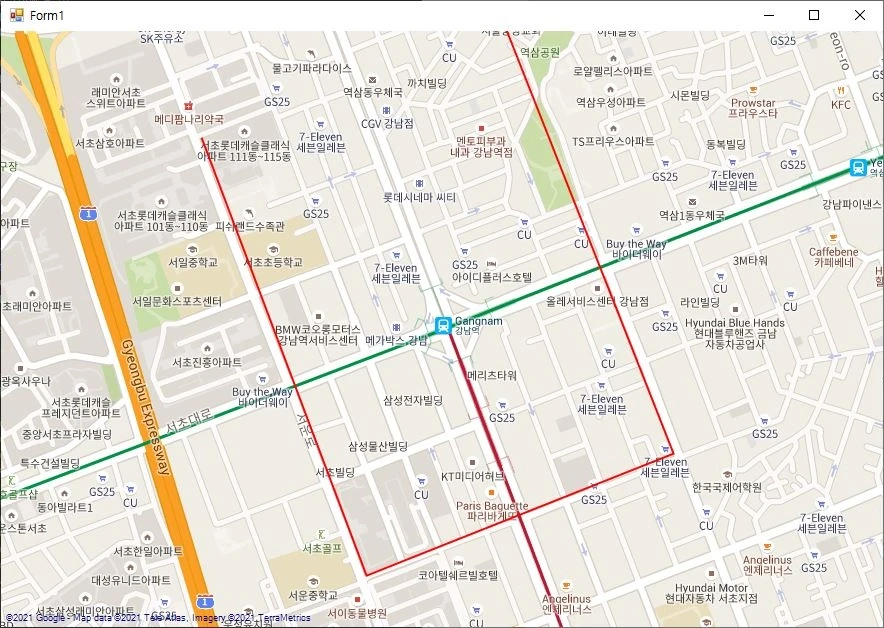 Form1
SK주유소
물고기파라다이스
역삼공원
GS25
eon-ro
래미안서초
스위트아파트
GS25
역삼동우체국
까치빌딩
CU
로얄펠리스아파트
메디팜나리약국
CGV 강남점
역삼우성아파트
시몬빌딩
Prowstar
프라우스타
KFC
서초삼호아파트
서초롯데캐슬클래식
아파트 111동~115동
7-Eleven
세븐일레븐
멘토피부과
내과 강남역점
TS프리우스아파트
동복빌딩
GS25
CU
서초롯데캐슬클래식
아파트 101동~110동
피쉬랜드수족관
GS25
롯데시네마 씨티
7-Eleven
세븐일레븐
역삼1동우체국
강남파이낸스
CU
서일중학교
서초초등학교
7-Eleven
세븐일레븐
GS25
아이디플러스호텔
CU
Buy the Way
바이더웨이
3M타워
Caffebene
카페베네
서초래미안아파트
서일문화스포츠센터
올레서비스센터 강남점
CU
라인빌딩
CU
BMW코오롱모터스
강남역서비스센터
메가박스 강남
Gangnam
강남역
GS25
Hyundai Blue Hands
현대블루핸즈 금남
자동차공업사
Gyeongbu Expressway
서초진흥아파트
메리츠타워
CU
광옥사우나
서초롯데캐슬
프레지던트아파트
Buy the Way
바이더웨이
삼성전자빌딩
GS25
7-Eleven
세븐일레븐
중앙서초프라자빌딩
서초대로
서운로
삼성물산빌딩
GS25
특수건설빌딩
서초빌딩
KT미디어허브
7-Eleven
세븐일레븐
GS25
CU
동아빌라트1
CU
Paris Baguette
파리바게뜨
GS25
한국국제어학원
CU
7-Eleven
세븐일레븐
서초한일아파트
서초골프
대성유니드아파트
서운중학교
코아텔쉐르빌호텔
Angelinus
엔제리너스
GS25
서초삼성래미안아파트
GS25
서이동물병원
CU
Angelinus
엔제리너스
Hyundai Motor
현대자동차 서초지점
CU
©2021 Google - Map data ©2021 Tele Atlas, Imagery ©2021 TerraMetrics